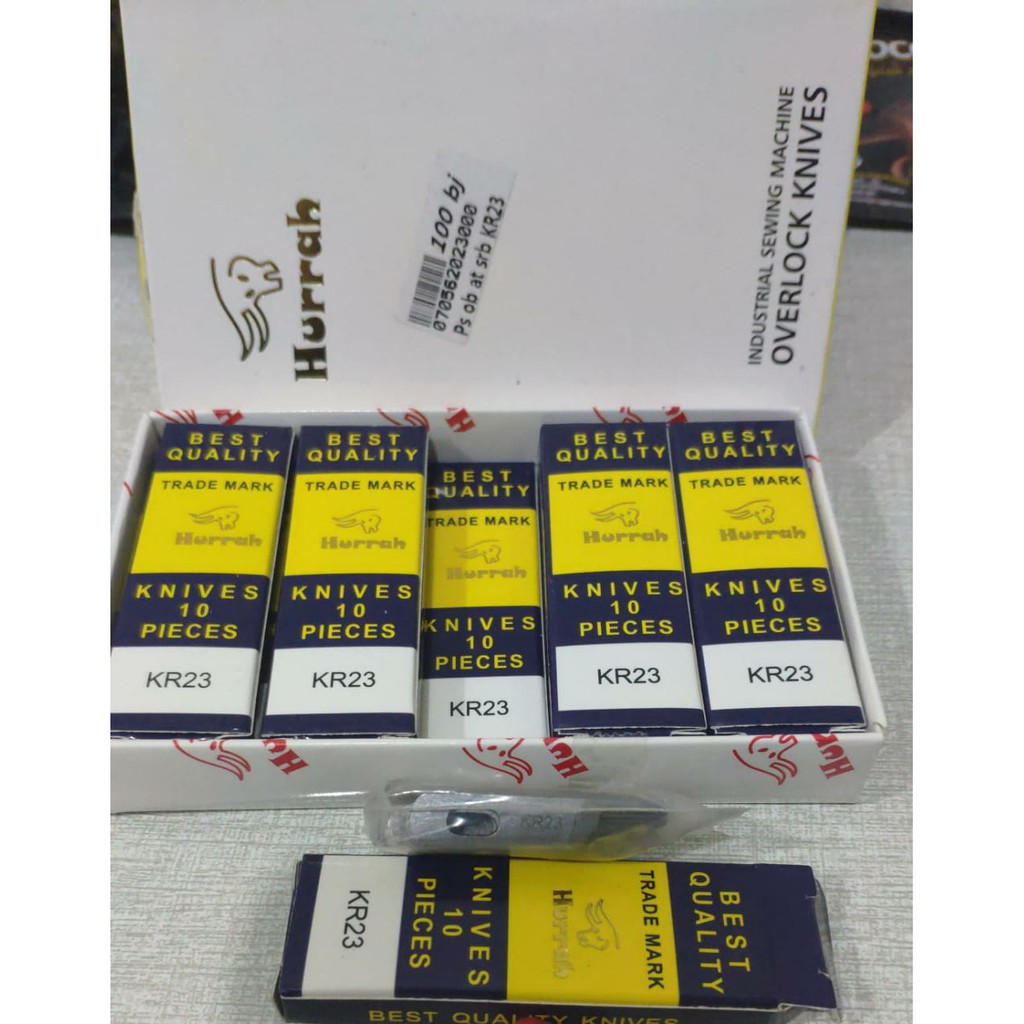 Hurrah
100 bj
070562023000
Ps ob at srb KR23
INDUSTRIAL SEWING MACHINE
OVERLOCK KNIVES
BEST
QUALITY
TRADE MARK
Hurrah
KNIVES
10
PIECES
KR23
BEST
QUALITY
TRADE MARK
Hurrah
KNIVES
10
PIECES
KR23
BEST
QUALITY
TRADE MARK
Hurrah
KNIVES
10
PIECES
KR23
BEST
QUALITY
TRADE MARK
Hurrah
KNIVES
10
PIECES
KR23
BEST
QUALITY
TRADE MARK
Hurrah
KNIVES
10
PIECES
KR23
KR23
BEST
QUALITY
TRADE MARK
Hurrah
KNIVES
10
PIECES
KR23
BEST QUALITY KNIVES